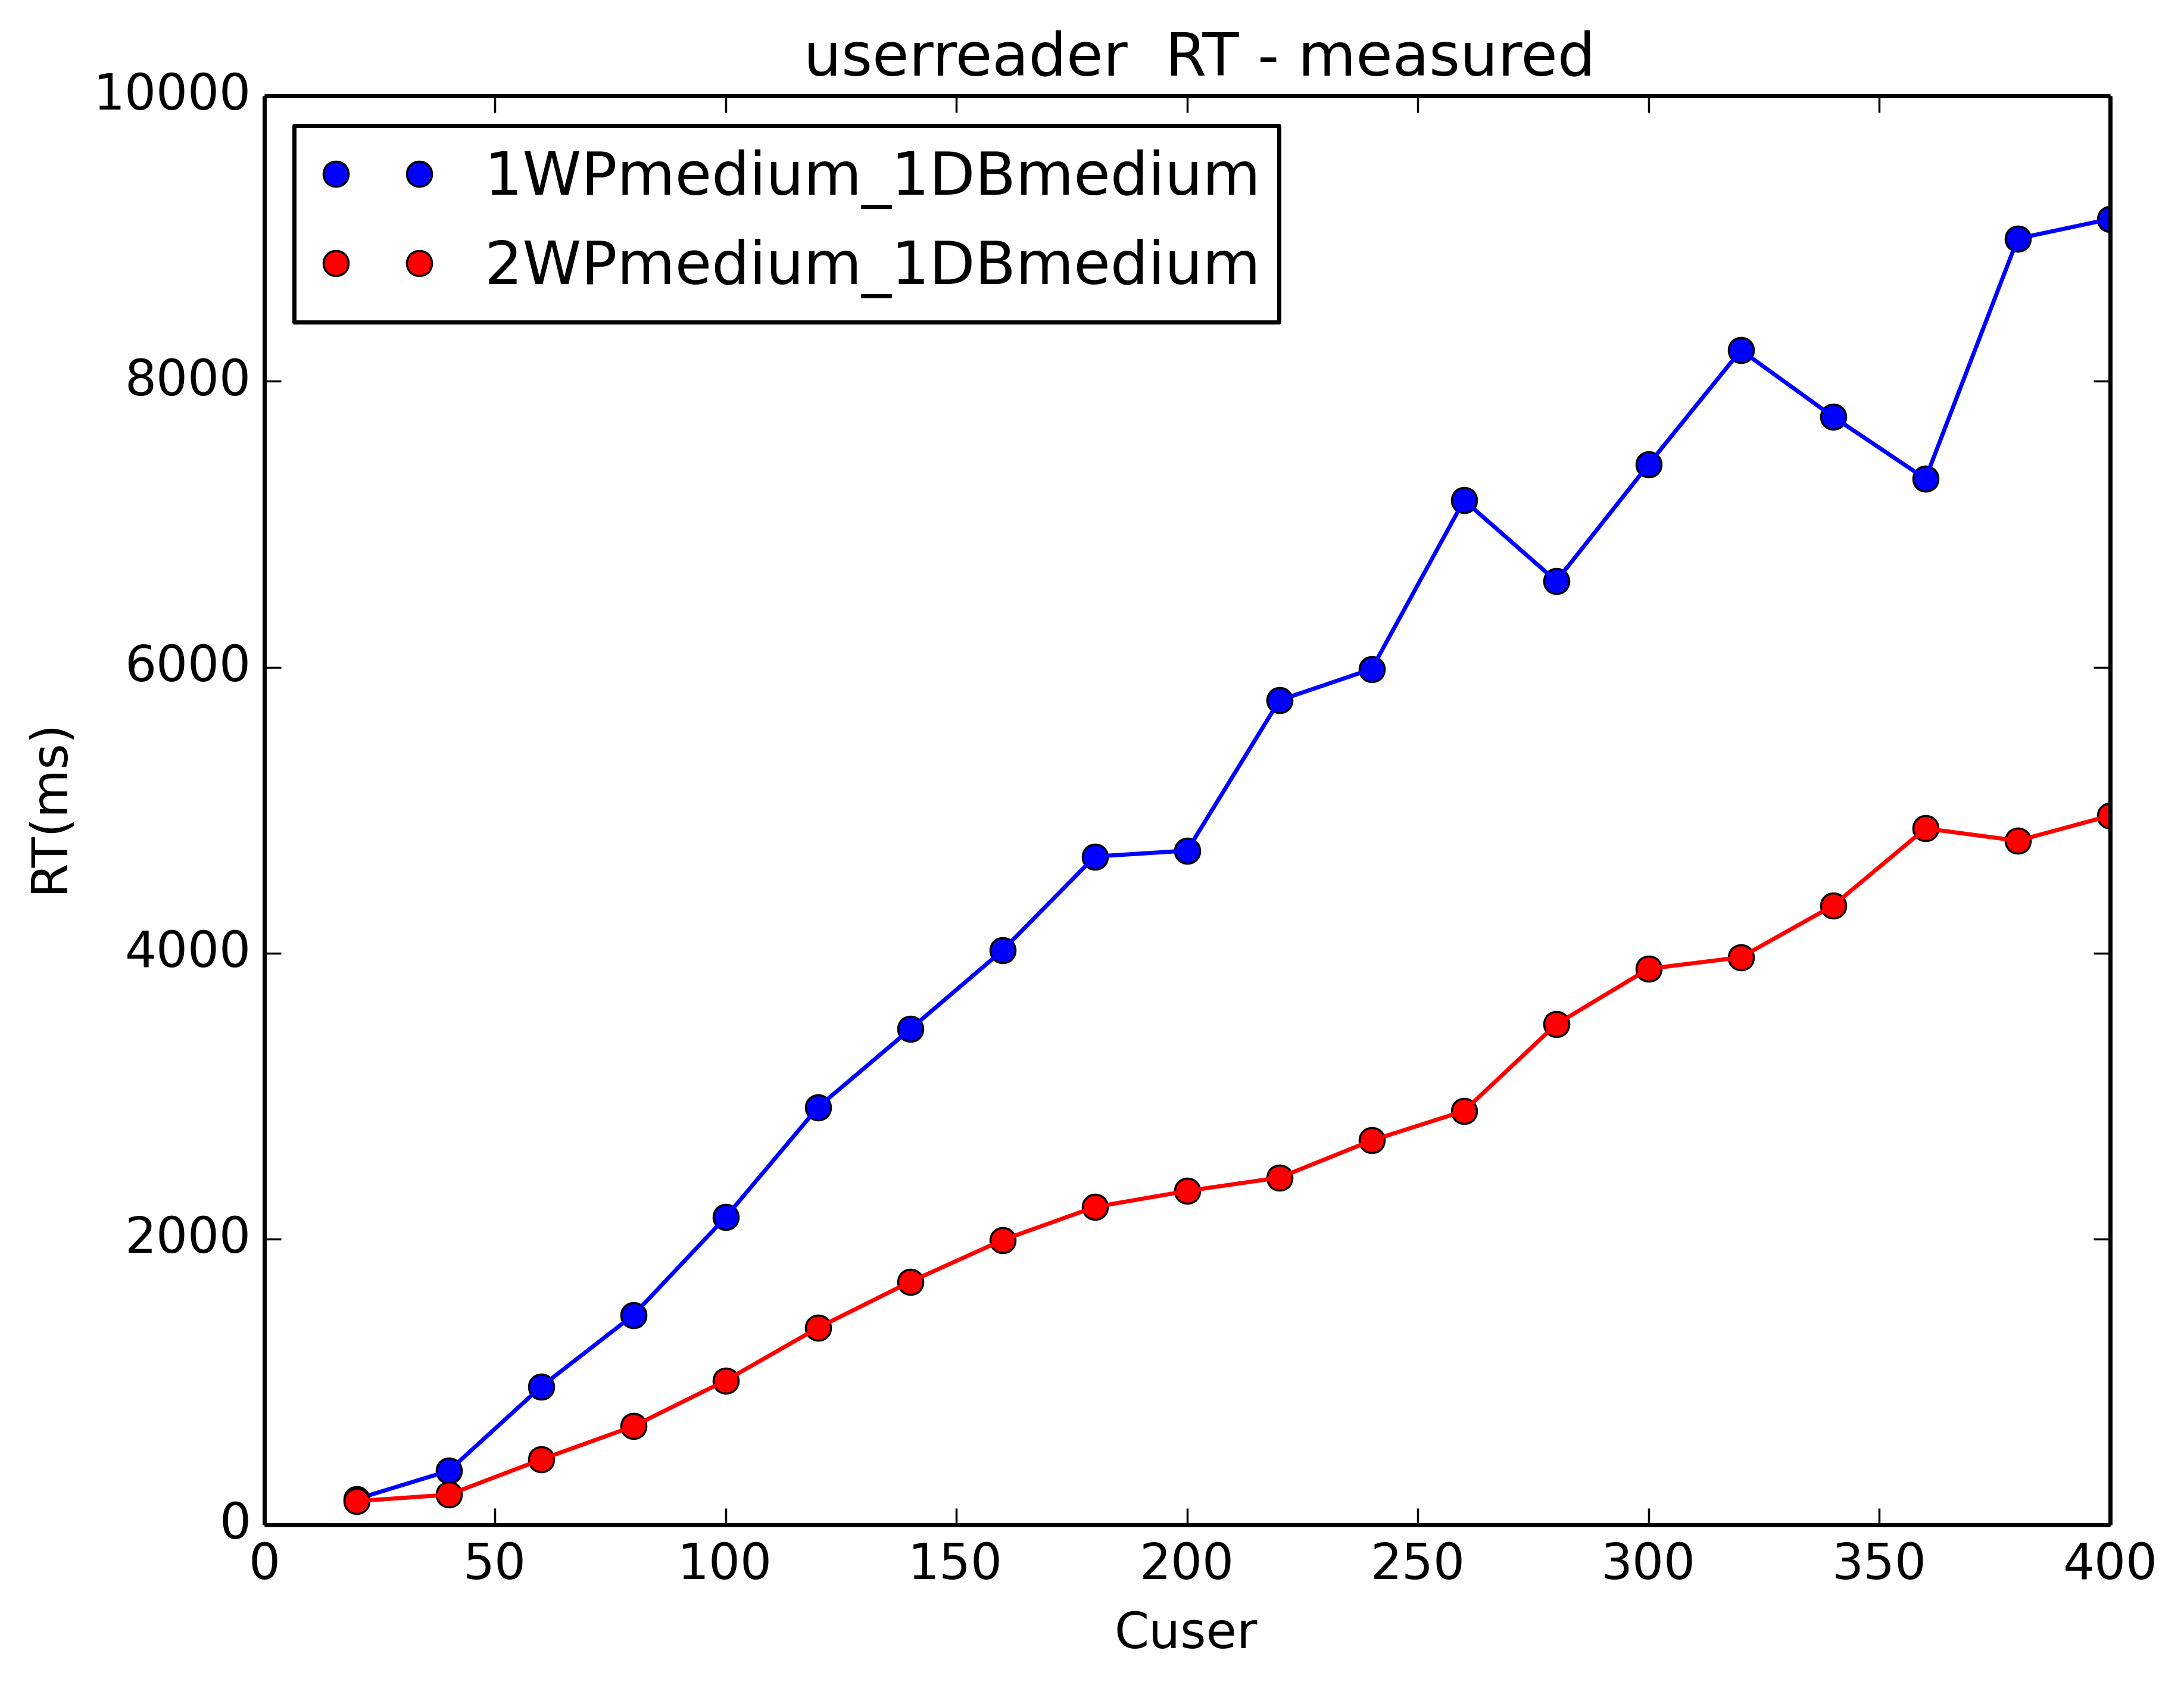 userreader RT - measured
10000
8000
6000
4000
2000
0
1WPmedium_1DBmedium
2WPmedium_1DBmedium
RT(ms)
0 50 100 150 200 250 300 350 400
Cuser